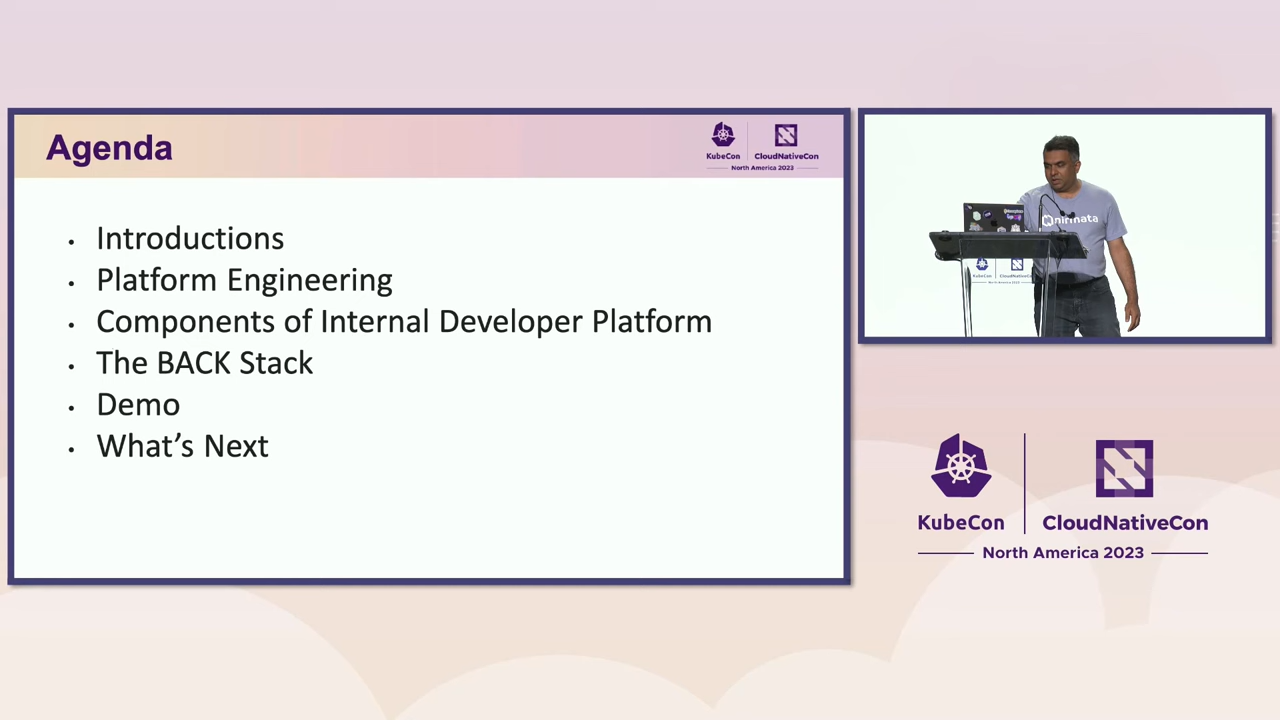 Agenda
KubeCon
CloudNativeCon
North America 2023
Introductions
Platform Engineering
Components of Internal Developer Platform
The BACK Stack
Demo
What's Next
nirmata
KubeCon
CloudNativeCon
North America 2023